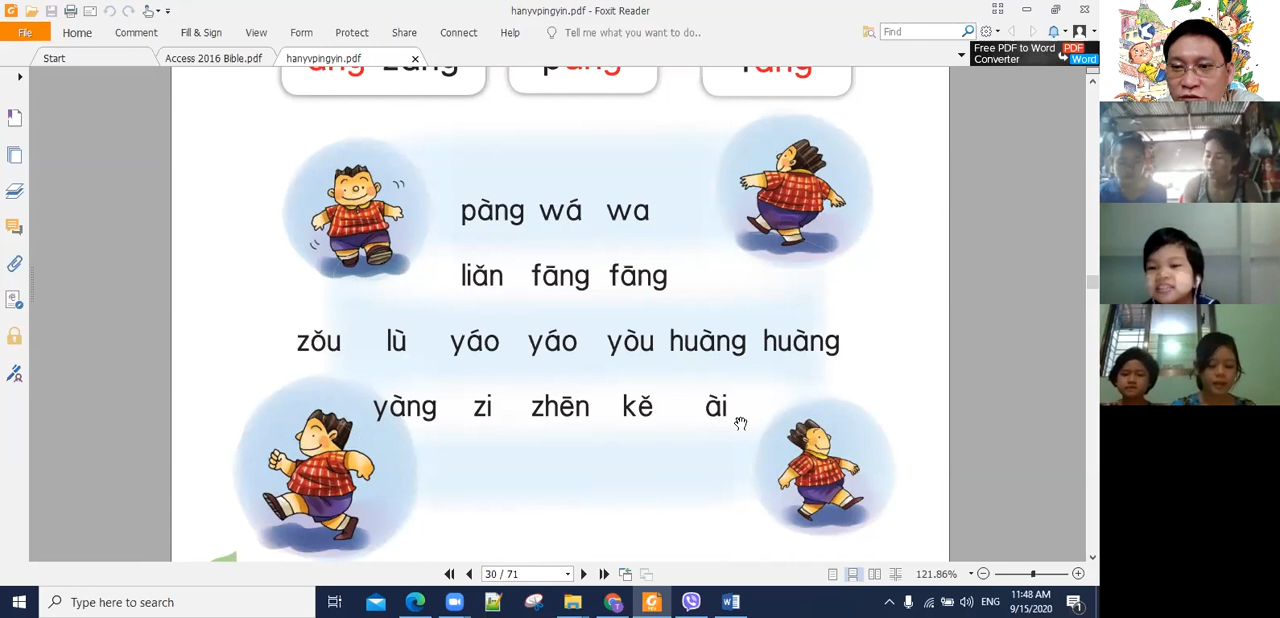 hanyvpingyin.pdf - Foxit Reader
File Home Comment Fill & Sign View Form Protect Share Connect Help Tell me what you want to do.. Find
Start Access 2016 Bible.pdf hanyvpingyin.pdf
Free PDF to Word PDF
Converter Word
pàng wá wa
liǎn fāng fāng
zǒu lù yáo yáo yòu huàng huàng
yàng zi zhēn kě ài
30 / 71 121.86%
Type here to search
ENG
11:48 AM
9/15/2020
1